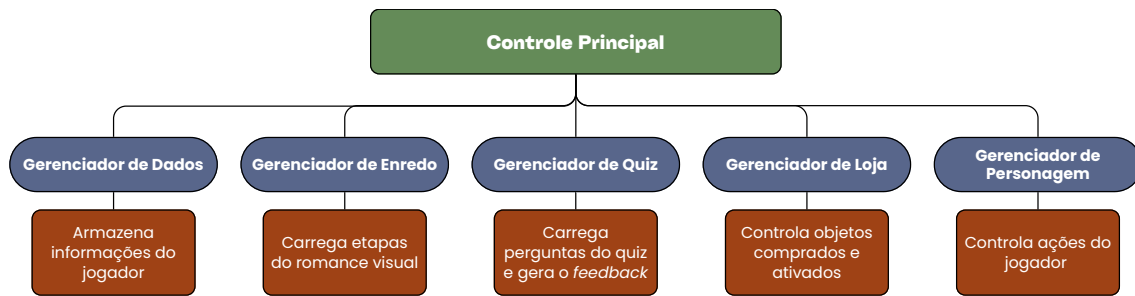 Controle Principal
Gerenciador de Dados
Gerenciador de Enredo
Gerenciador de Quiz
Gerenciador de Loja
Gerenciador de
Personagem
Armazena
informações do
jogador
Carrega etapas
do romance visual
Carrega
perguntas do quiz
e gera o feedback
Controla objetos
comprados e
ativados
Controla ações do
jogador